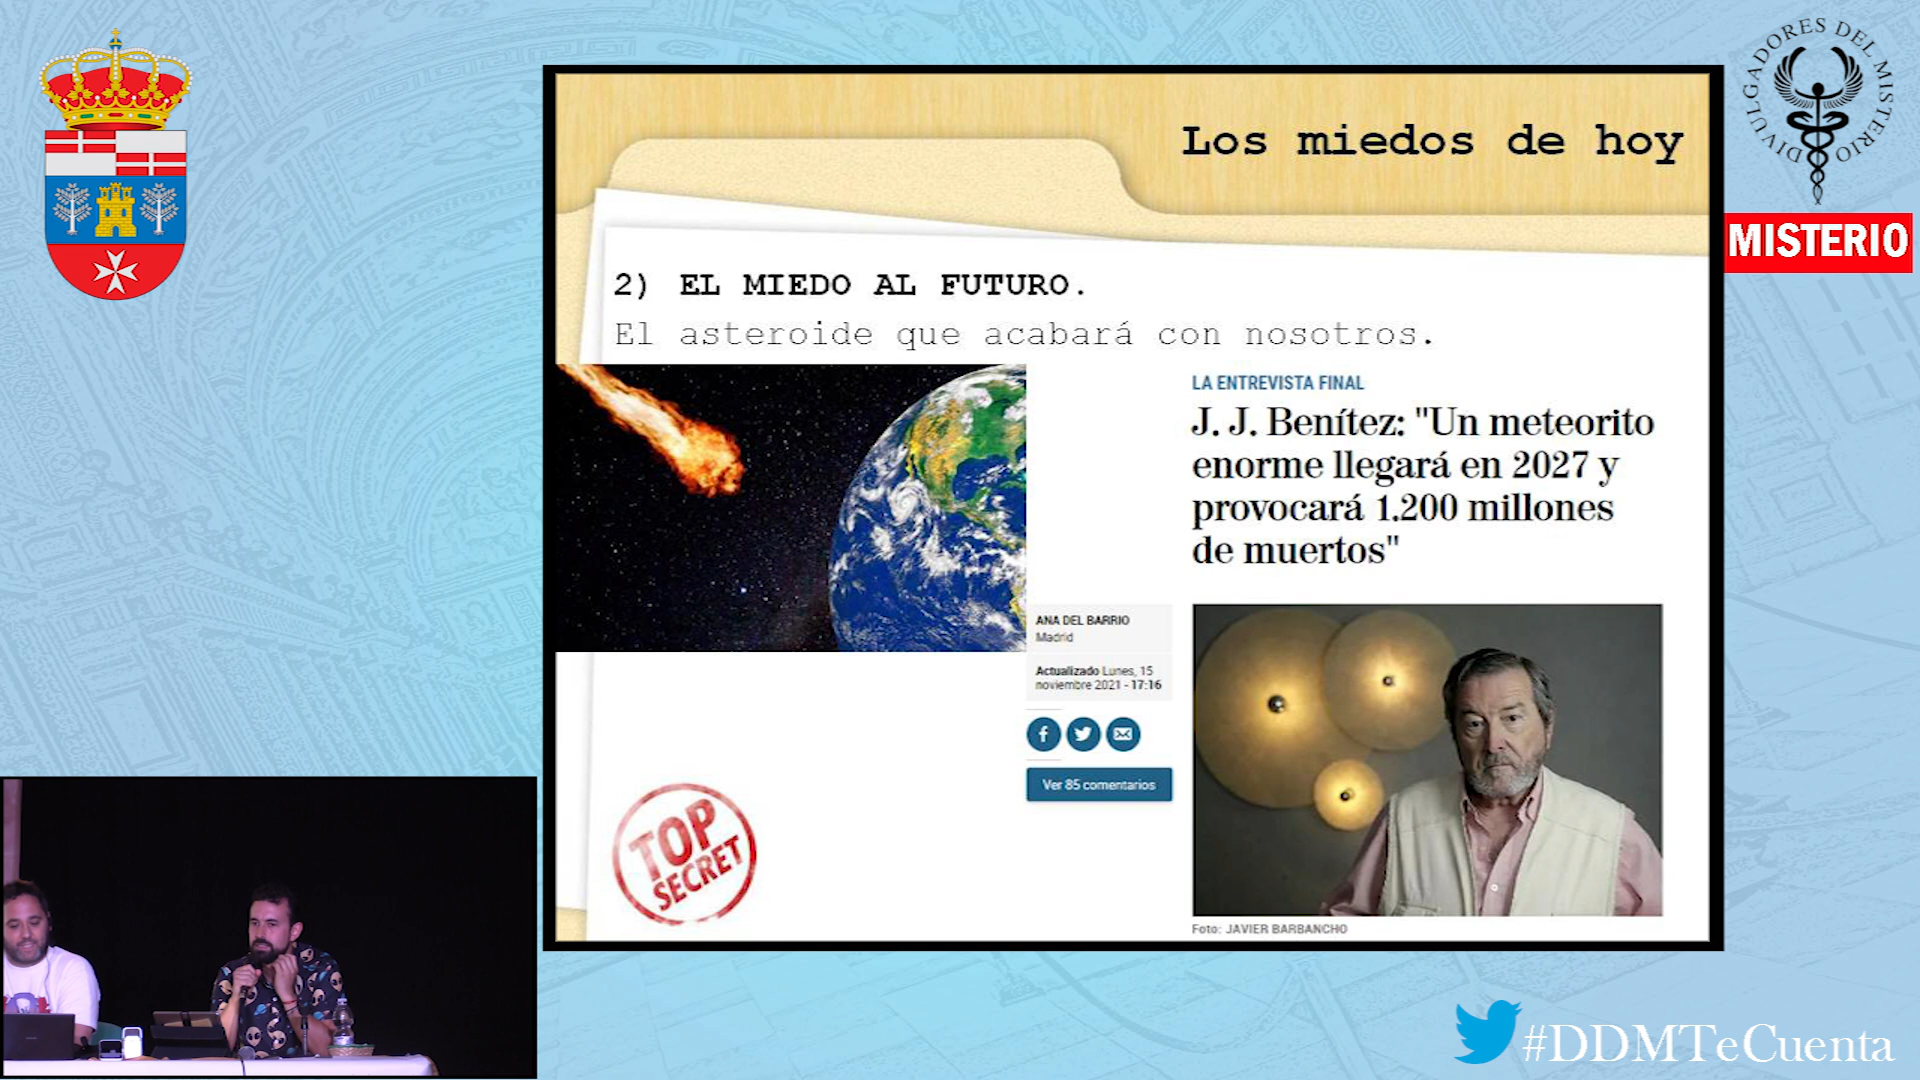 DIVULGADORES DEL MISTERIO
MISTERIO
Los miedos de hoy
2) EL MIEDO AL FUTURO.
El asteroide que acabará con nosotros.
LA ENTREVISTA FINAL
J. J. Benítez: "Un meteorito
enorme llegará en 2027 y
provocará 1.200 millones
de muertos"
ANA DEL BARRIO
Madrid
Actualizado Lunes, 15
noviembre 2021 - 17:16
Ver 85 comentarios
TOP
SECRET
Foto: JAVIER BARBANCHO
#DDMTeCuenta